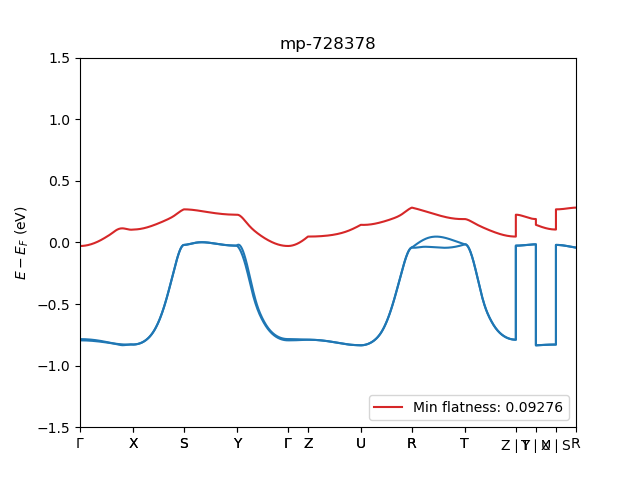 mp-728378
1.5
1.0
0.5
0.0
−0.5
−1.0
−1.5
E − E_F (eV)
Min flatness: 0.09276
Γ X S Y Γ Z U R T Z | T | | S R